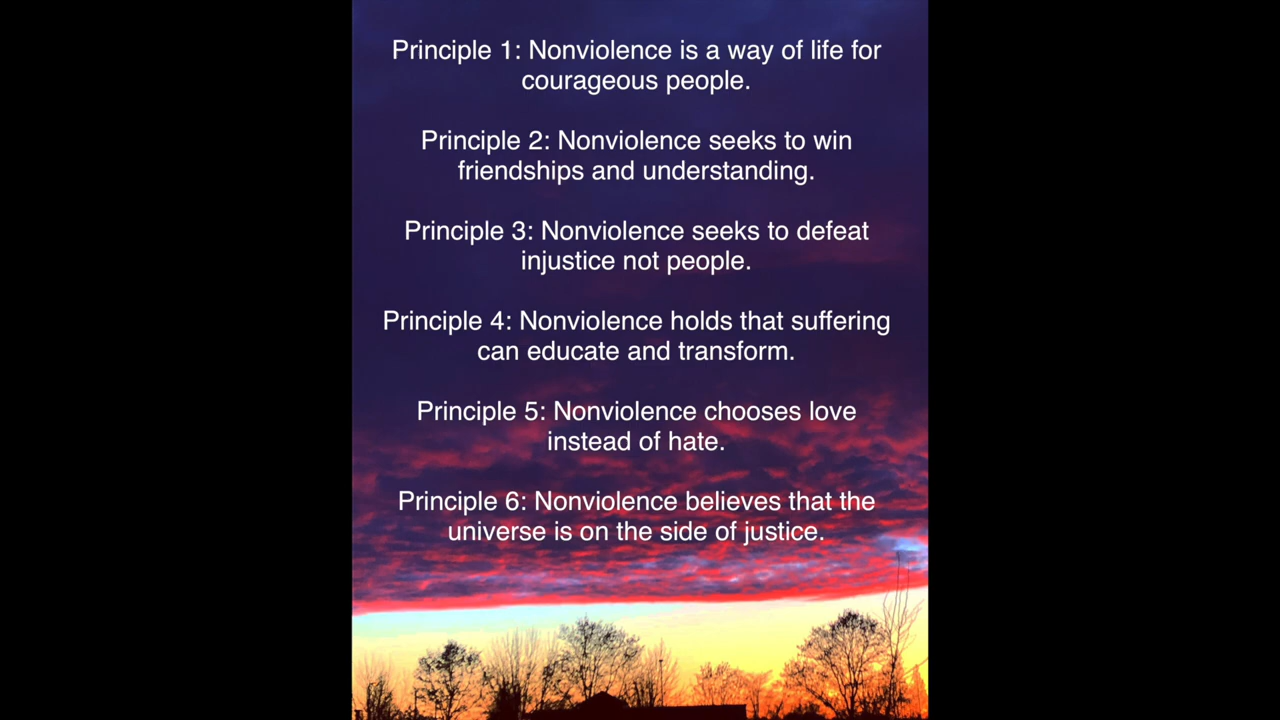 Principle 1: Nonviolence is a way of life for
courageous people.
Principle 2: Nonviolence seeks to win
friendships and understanding.
Principle 3: Nonviolence seeks to defeat
injustice not people.
Principle 4: Nonviolence holds that suffering
can educate and transform.
Principle 5: Nonviolence chooses love
instead of hate.
Principle 6: Nonviolence believes that the
universe is on the side of justice.